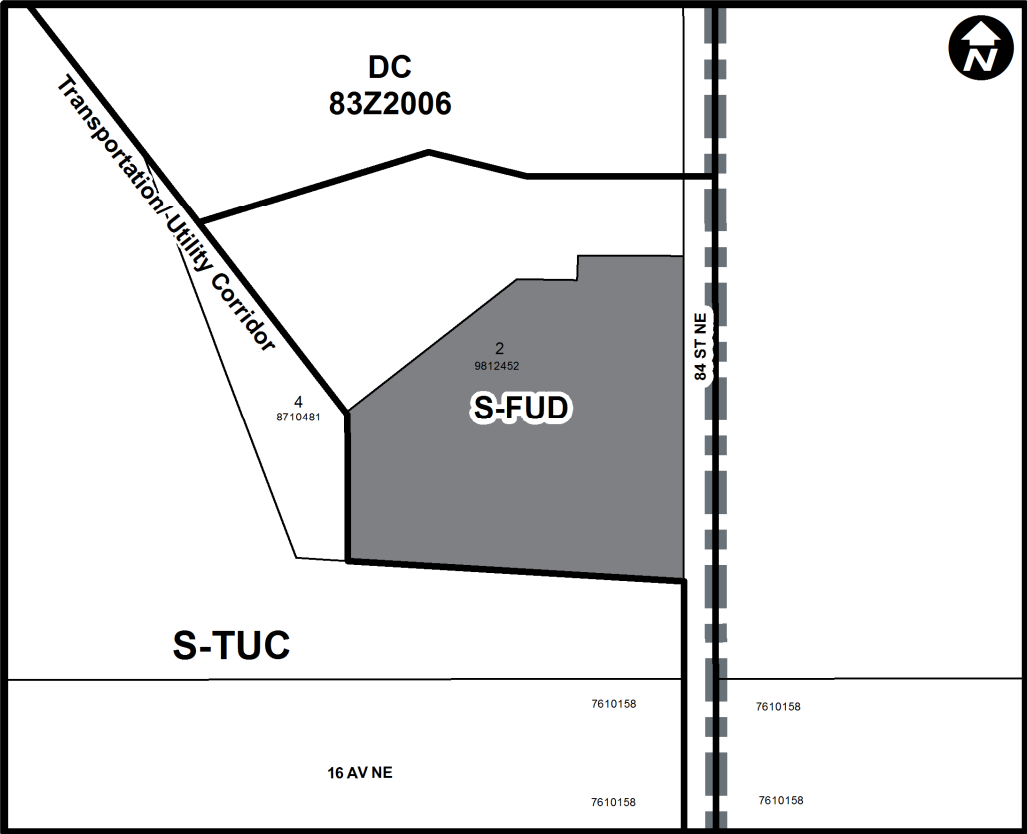 DC
83Z2006
N
Transportation/-Utility Corridor
2
9812452
84 ST NE
4
8710481
S-FUD
S-TUC
7610158
7610158
16 AV NE
7610158
7610158